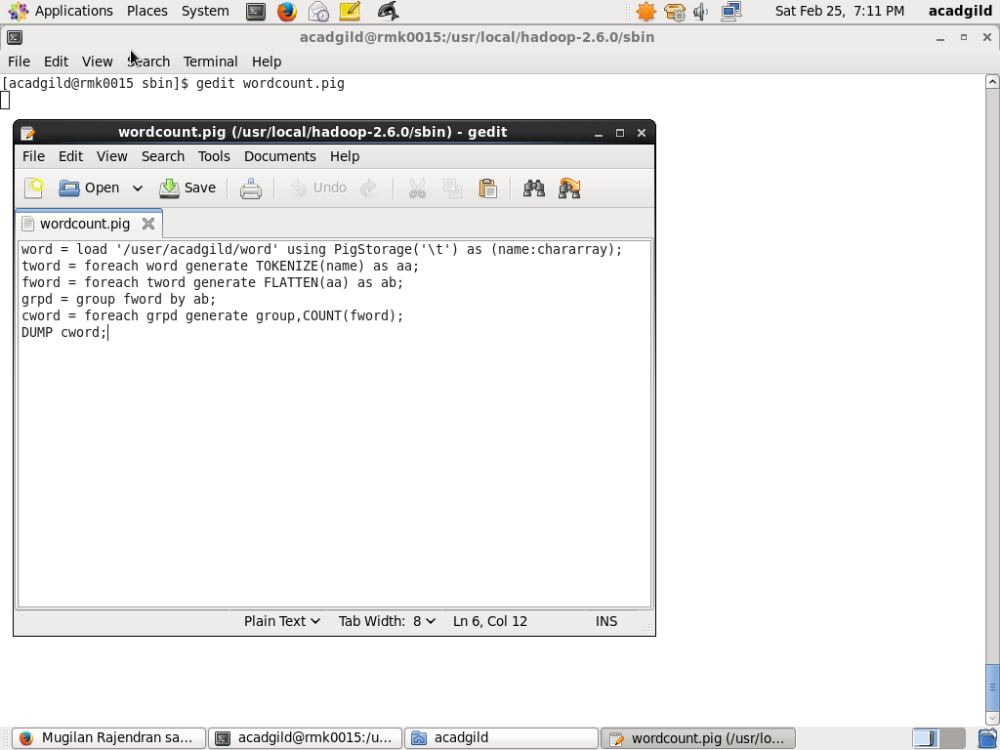 Applications Places System Sat Feb 25, 7:11 PM acadgild
acadgild@rmk0015:/usr/local/hadoop-2.6.0/sbin
File Edit View Search Terminal Help
[acadgild@rmk0015 sbin]$ gedit wordcount.pig
wordcount.pig (/usr/local/hadoop-2.6.0/sbin) - gedit
File Edit View Search Tools Documents Help
Open Save Undo
wordcount.pig
word = load '/user/acadgild/word' using PigStorage('\t') as (name:chararray);
tword = foreach word generate TOKENIZE(name) as aa;
fword = foreach tword generate FLATTEN(aa) as ab;
grpd = group fword by ab;
cword = foreach grpd generate group,COUNT(fword);
DUMP cword;
Plain Text Tab Width: 8 Ln 6, Col 12 INS
Mugilan Rajendran sa... acadgild@rmk0015:/u... acadgild wordcount.pig (/usr/lo...